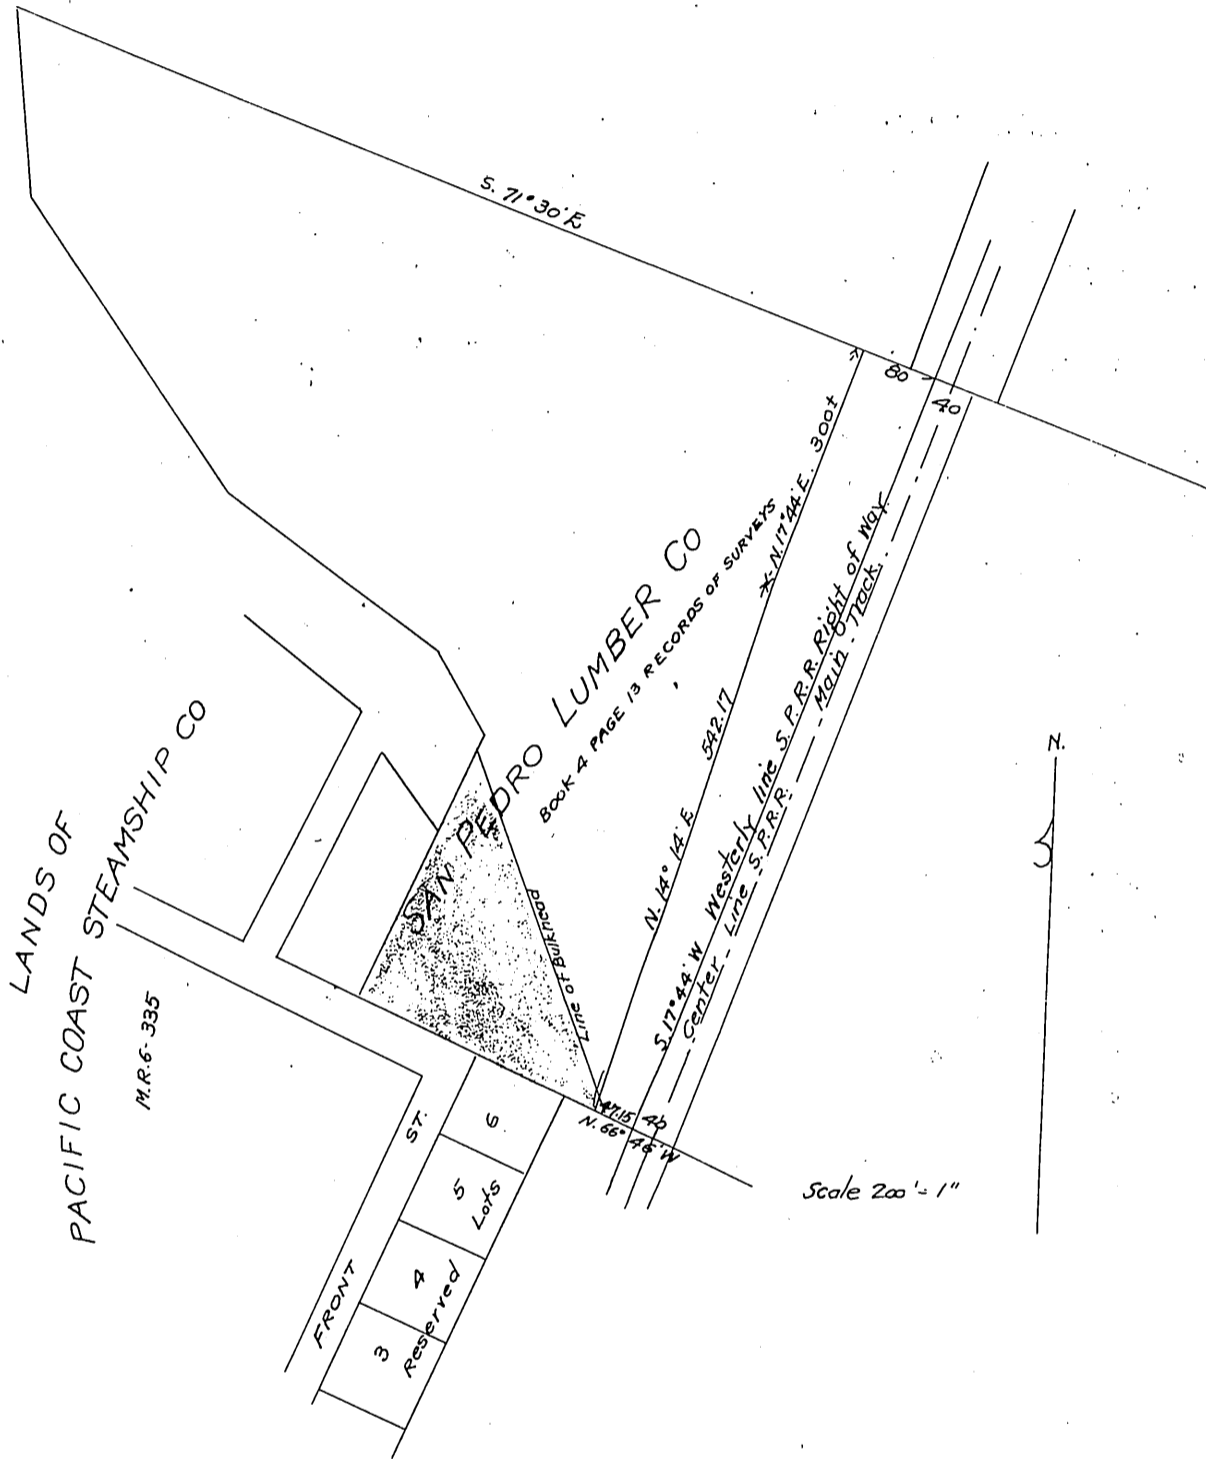 S. 71°30' E
80
40
N. 17°44' E. 300±
SAN PEDRO LUMBER CO
BOOK 4 PAGE 13 RECORDS OF SURVEYS
542.17
N. 14° 14' E
S. 17°44' W Westerly line S. P. R. R. Right of Way.
Center - Line S. P. R. R. - Main - Track.
Line of Bulkhead
N.
LANDS OF
PACIFIC COAST STEAMSHIP CO
M.R. 6 - 335
47.15 40
N. 66° 46' W
Scale 200' = 1"
FRONT ST.
6
5
4
3
Reserved Lots